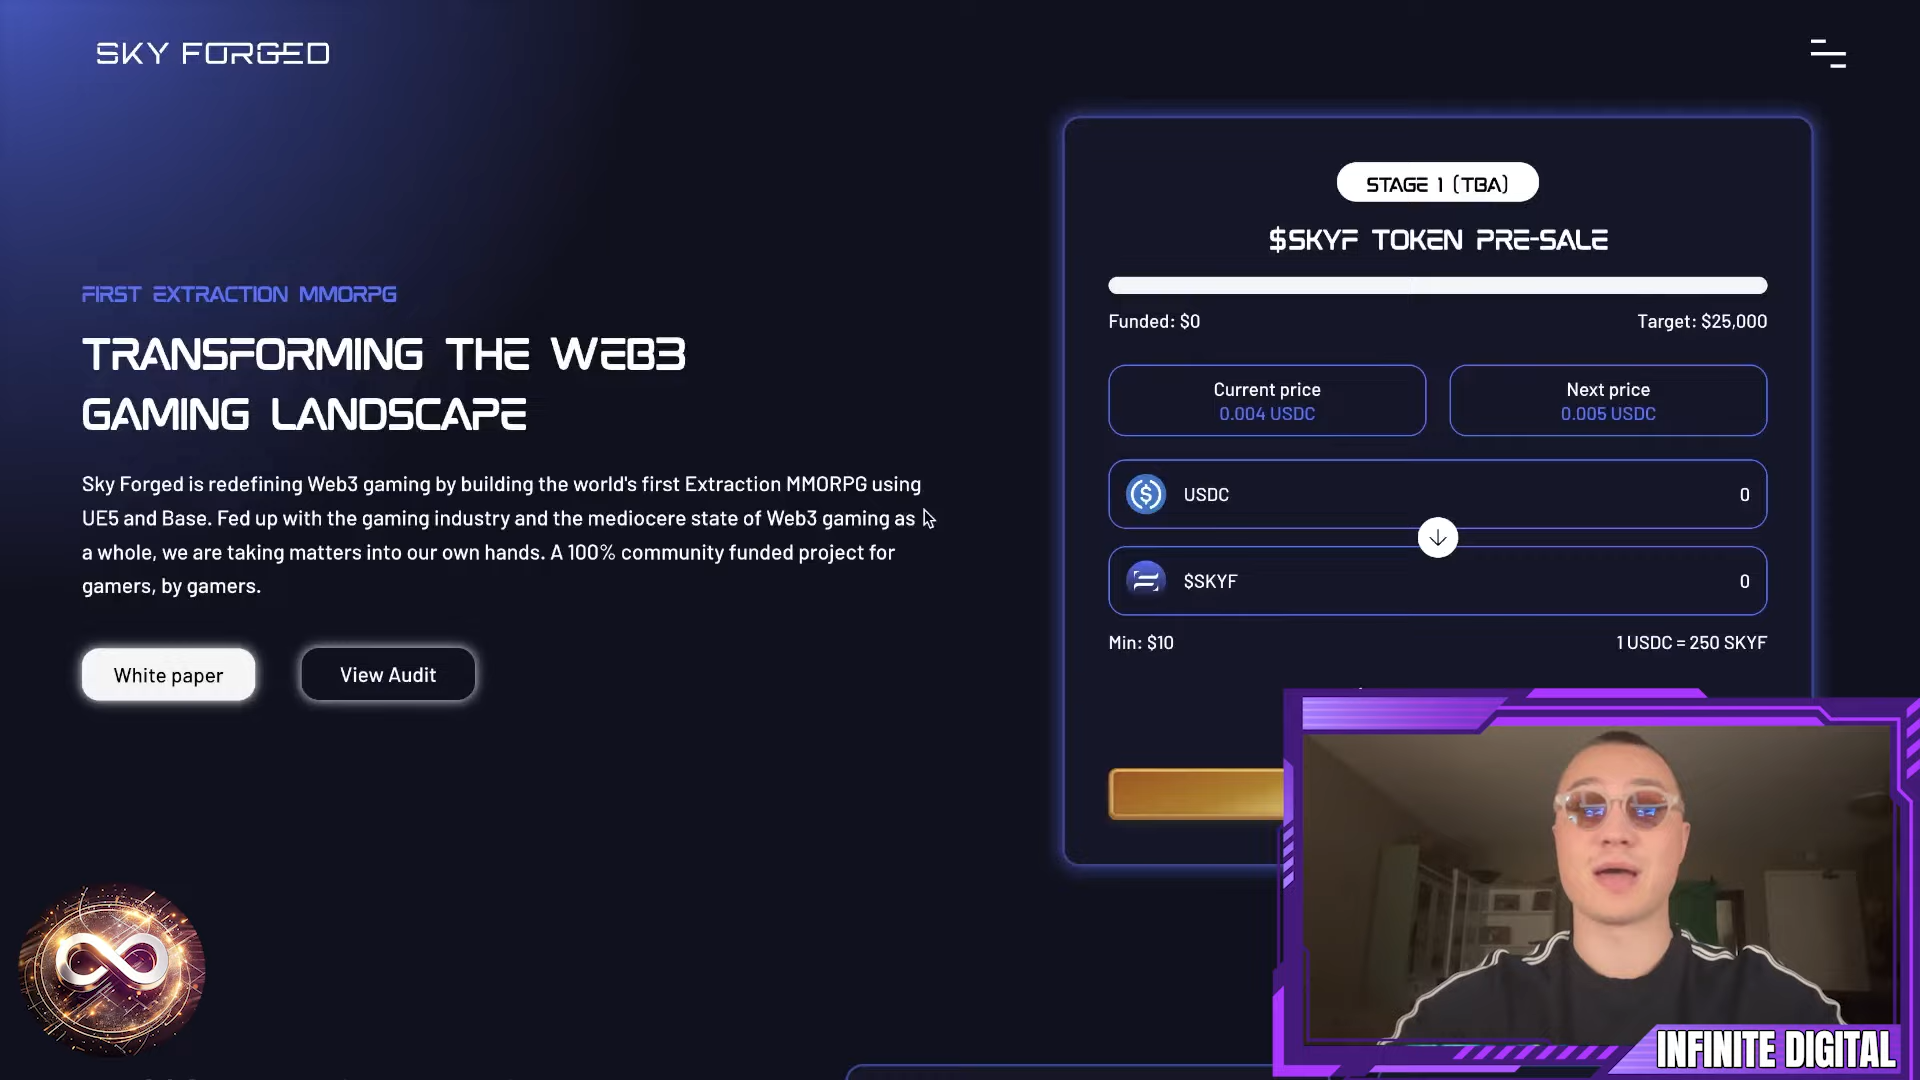 SKY FORGED
FIRST EXTRACTION MMORPG
TRANSFORMING THE WEB3
GAMING LANDSCAPE
Sky Forged is redefining Web3 gaming by building the world's first Extraction MMORPG using
UE5 and Base. Fed up with the gaming industry and the mediocere state of Web3 gaming as
a whole, we are taking matters into our own hands. A 100% community funded project for
gamers, by gamers.
White paper
View Audit
STAGE 1 (TBA)
$SKYF TOKEN PRE-SALE
Funded: $0
Target: $25,000
Current price
0.004 USDC
Next price
0.005 USDC
USDC
0
$SKYF
0
Min: $10
1 USDC = 250 SKYF
INFINITE DIGITAL